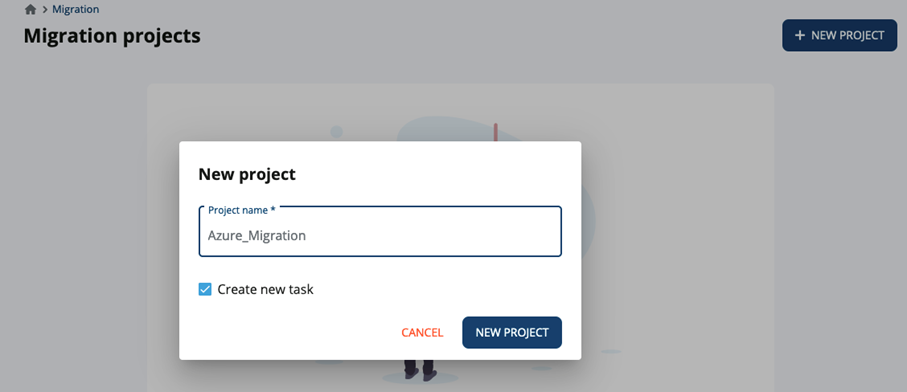 Migration
Migration projects
+ NEW PROJECT
New project
Project name *
Azure_Migration
Create new task
CANCEL
NEW PROJECT